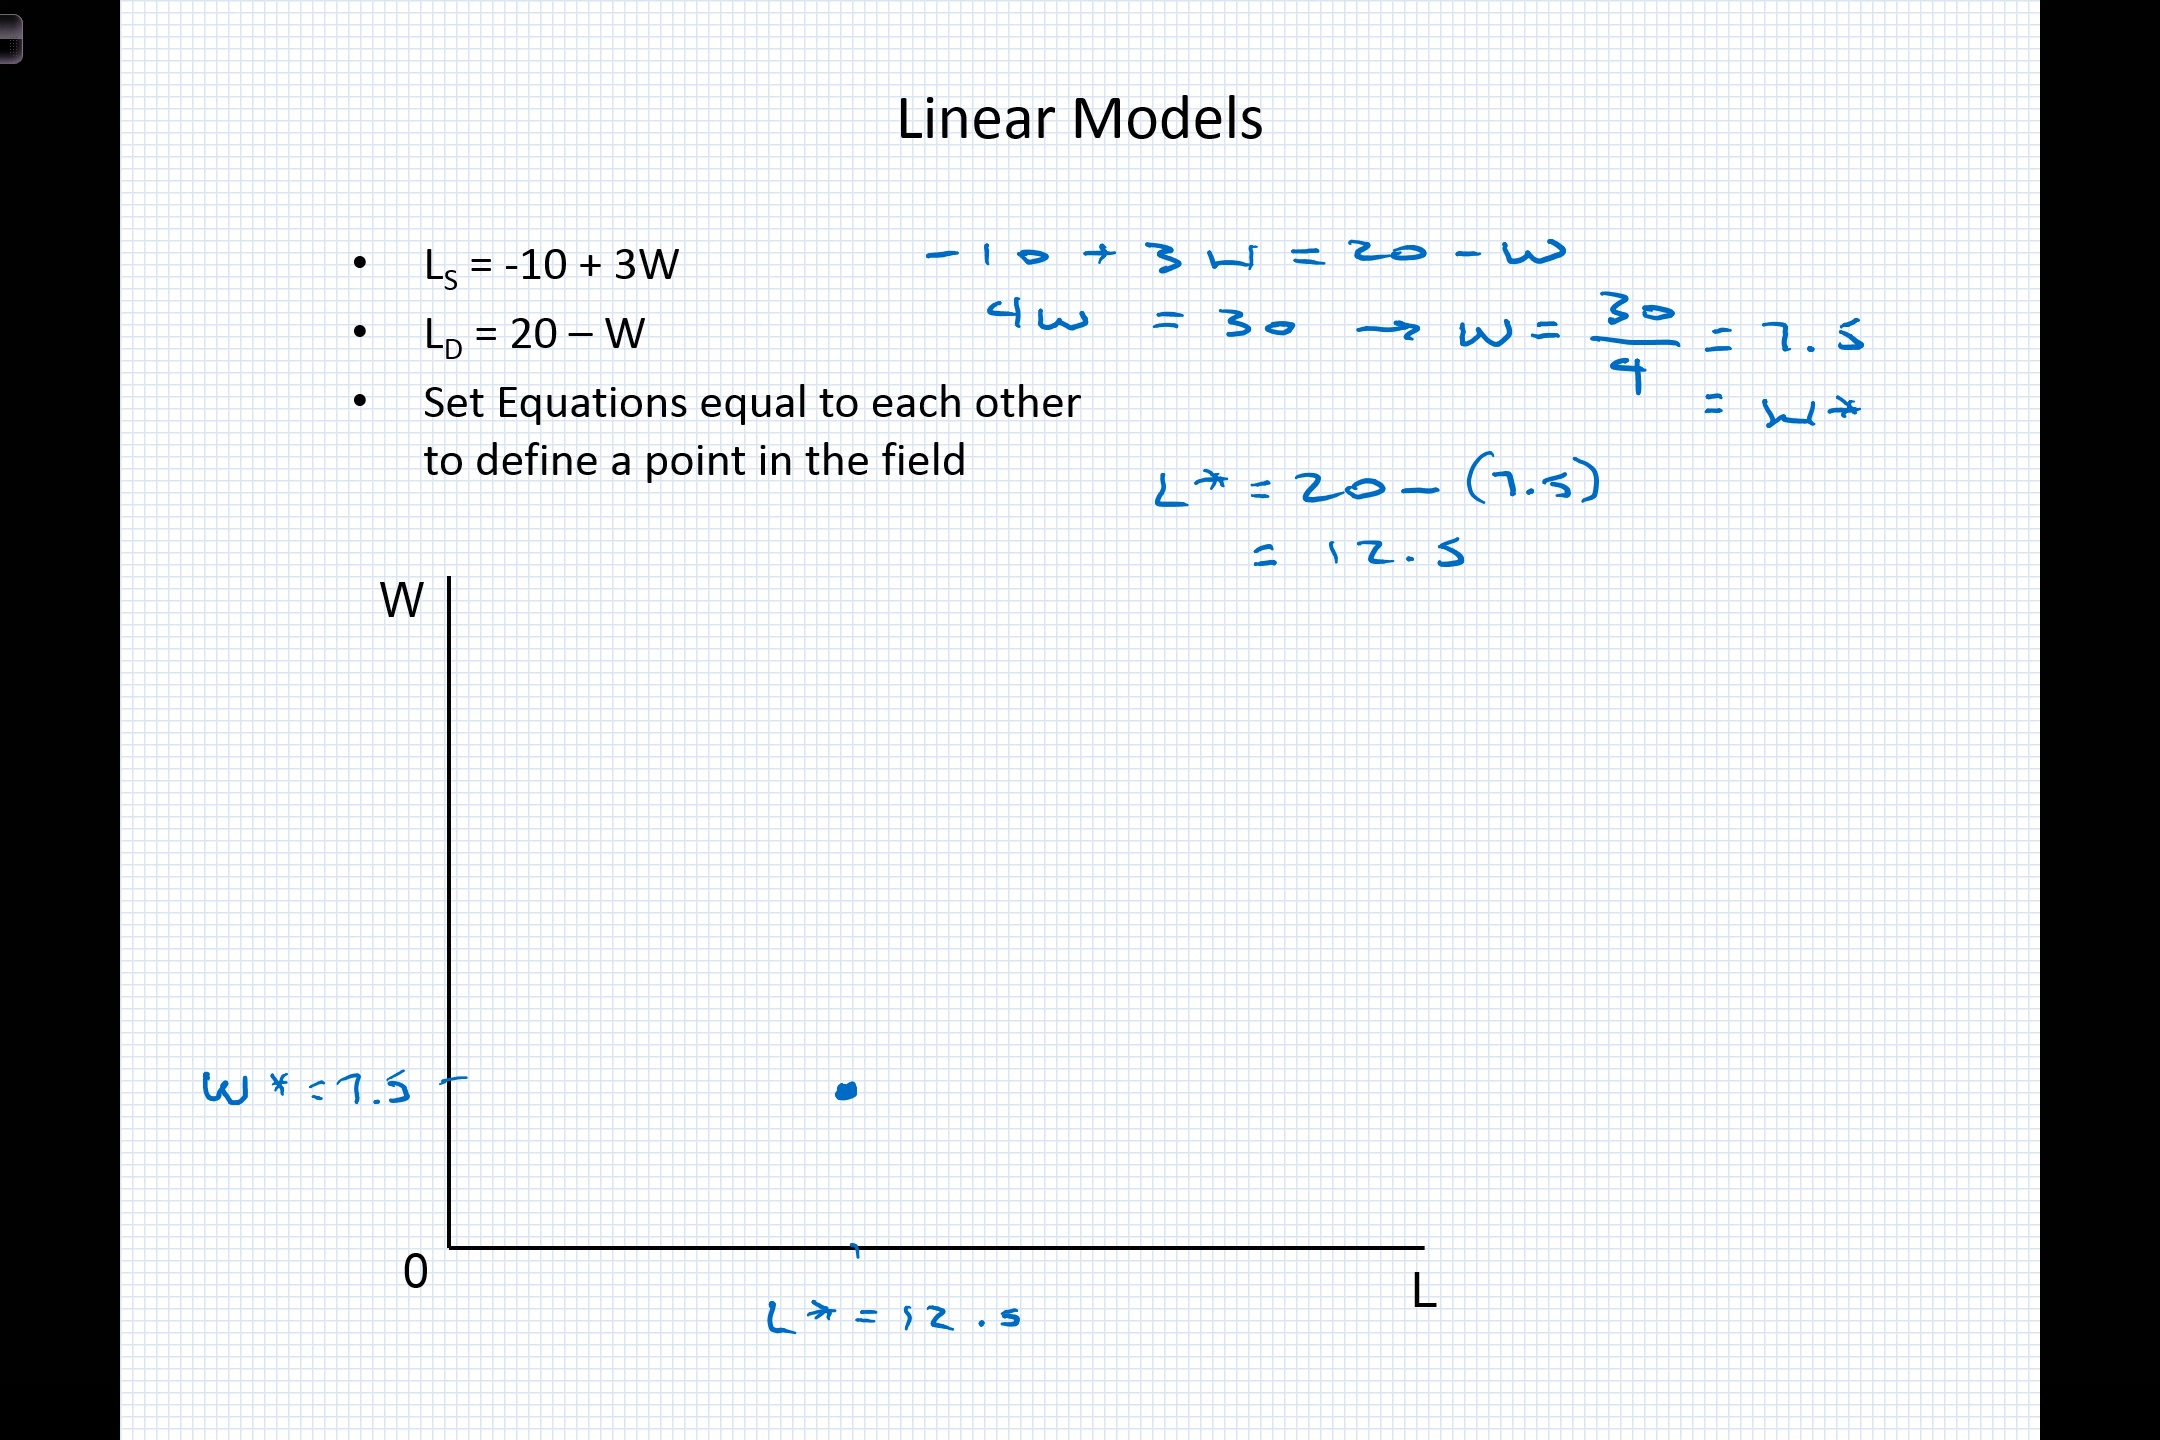 Linear Models
• L_S = -10 + 3W
• L_D = 20 – W
• Set Equations equal to each other
to define a point in the field
-10 + 3W = 20 - W
4W = 30 → W = 30/4 = 7.5
= W*
L* = 20 - (7.5)
= 12.5
W
W* = 7.5
0
L
L* = 12.5